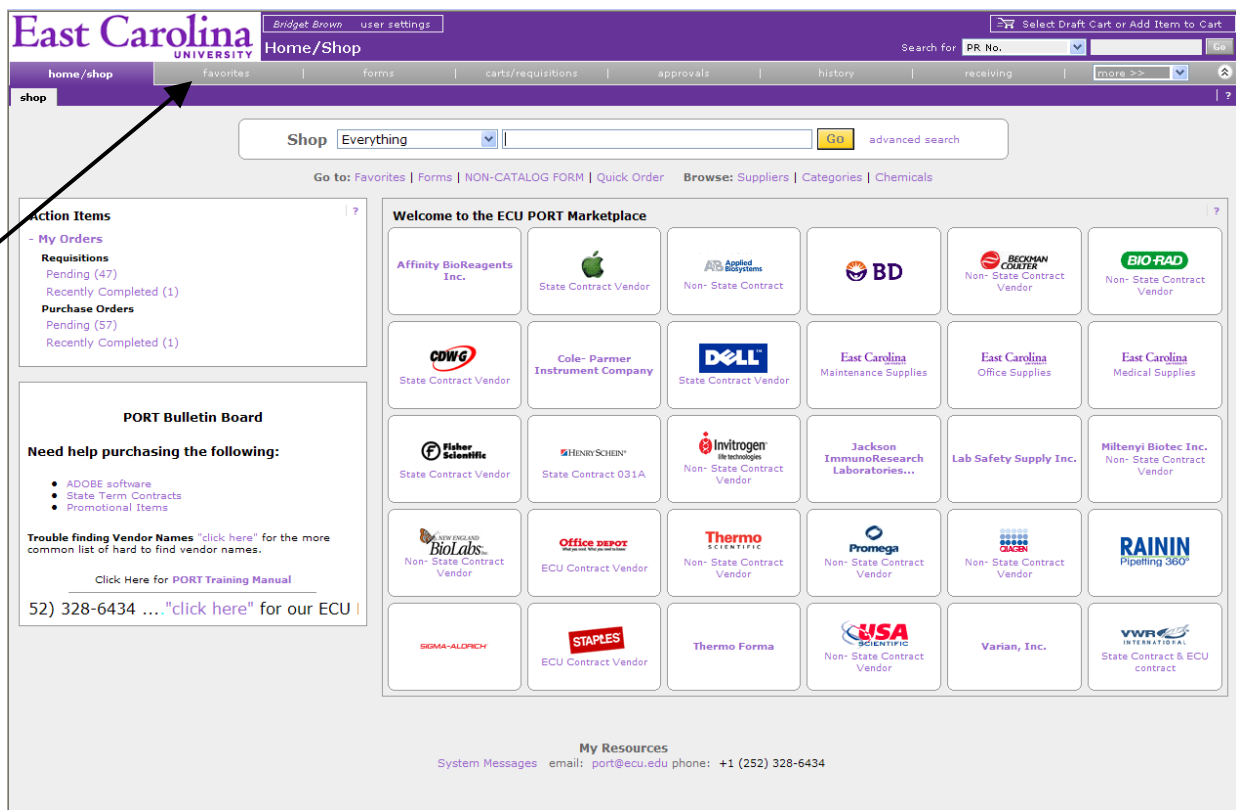 East Carolina
UNIVERSITY
Bridget Brown user settings
Select Draft Cart or Add Item to Cart
Home/Shop
Search for PR No. Go
home/shop favorites | forms | carts/requisitions | approvals | history | receiving | more >>
shop | ?
Shop Everything Go advanced search
Go to: Favorites | Forms | NON-CATALOG FORM | Quick Order Browse: Suppliers | Categories | Chemicals
Action Items ?
- My Orders
Requisitions
Pending (47)
Recently Completed (1)
Purchase Orders
Pending (57)
Recently Completed (1)
PORT Bulletin Board
Need help purchasing the following:
• ADOBE software
• State Term Contracts
• Promotional Items
Trouble finding Vendor Names "click here" for the more
common list of hard to find vendor names.
Click Here for PORT Training Manual
52) 328-6434 ...."click here" for our ECU
Welcome to the ECU PORT Marketplace ?
Affinity BioReagents
Inc.
State Contract Vendor
AB Applied
Biosystems
Non- State Contract
BD
BECKMAN
COULTER
Non- State Contract
Vendor
BIO-RAD
Non- State Contract
Vendor
CDWG
State Contract Vendor
Cole- Parmer
Instrument Company
DELL
State Contract Vendor
East Carolina
Maintenance Supplies
East Carolina
Office Supplies
East Carolina
Medical Supplies
Fisher
Scientific
State Contract Vendor
HENRY SCHEIN®
State Contract 031A
Invitrogen
life technologies
Non- State Contract
Vendor
Jackson
ImmunoResearch
Laboratories...
Lab Safety Supply Inc.
Miltenyi Biotec Inc.
Non- State Contract
Vendor
NEW ENGLAND
BioLabs Inc.
Non- State Contract
Vendor
Office DEPOT
What you need. What you need to know.
ECU Contract Vendor
Thermo
SCIENTIFIC
Non- State Contract
Vendor
Promega
Non- State Contract
Vendor
QIAGEN
Non- State Contract
Vendor
RAININ
Pipetting 360°
SIGMA-ALDRICH
STAPLES
ECU Contract Vendor
Thermo Forma
USA
SCIENTIFIC
Non- State Contract
Vendor
Varian, Inc.
VWR
INTERNATIONAL
State Contract & ECU
contract
My Resources
System Messages email: port@ecu.edu phone: +1 (252) 328-6434